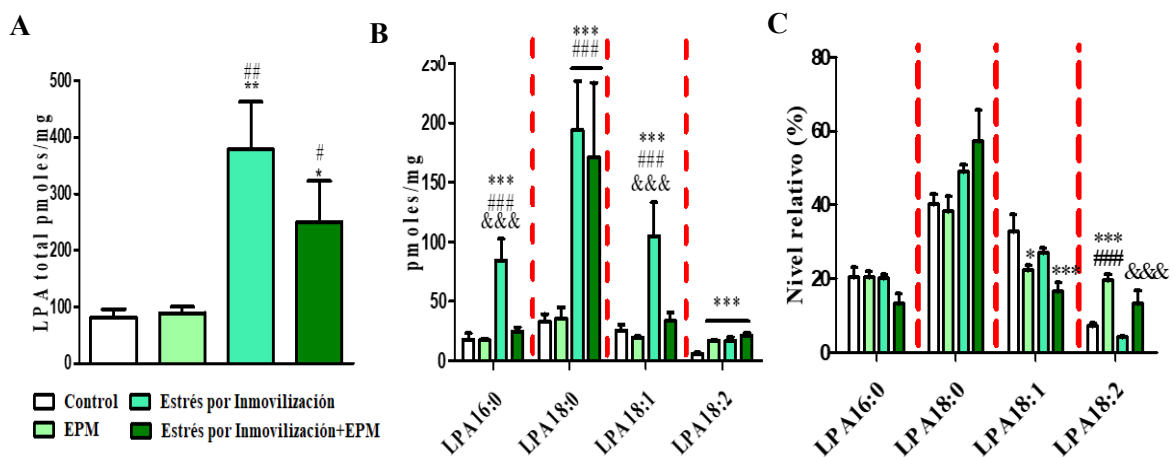 A
LPA total pmoles/mg
500
400
300
200
100
0
##
**
#
*
Control
Estrés por Inmovilización
EPM
Estrés por Inmovilización+EPM
B
pmoles/mg
250
200
150
100
50
0
***
###
&&&
***
###
***
###
&&&
***
LPA16:0
LPA18:0
LPA18:1
LPA18:2
C
Nivel relativo (%)
80
60
40
20
0
*
***
***
###
&&&
LPA16:0
LPA18:0
LPA18:1
LPA18:2